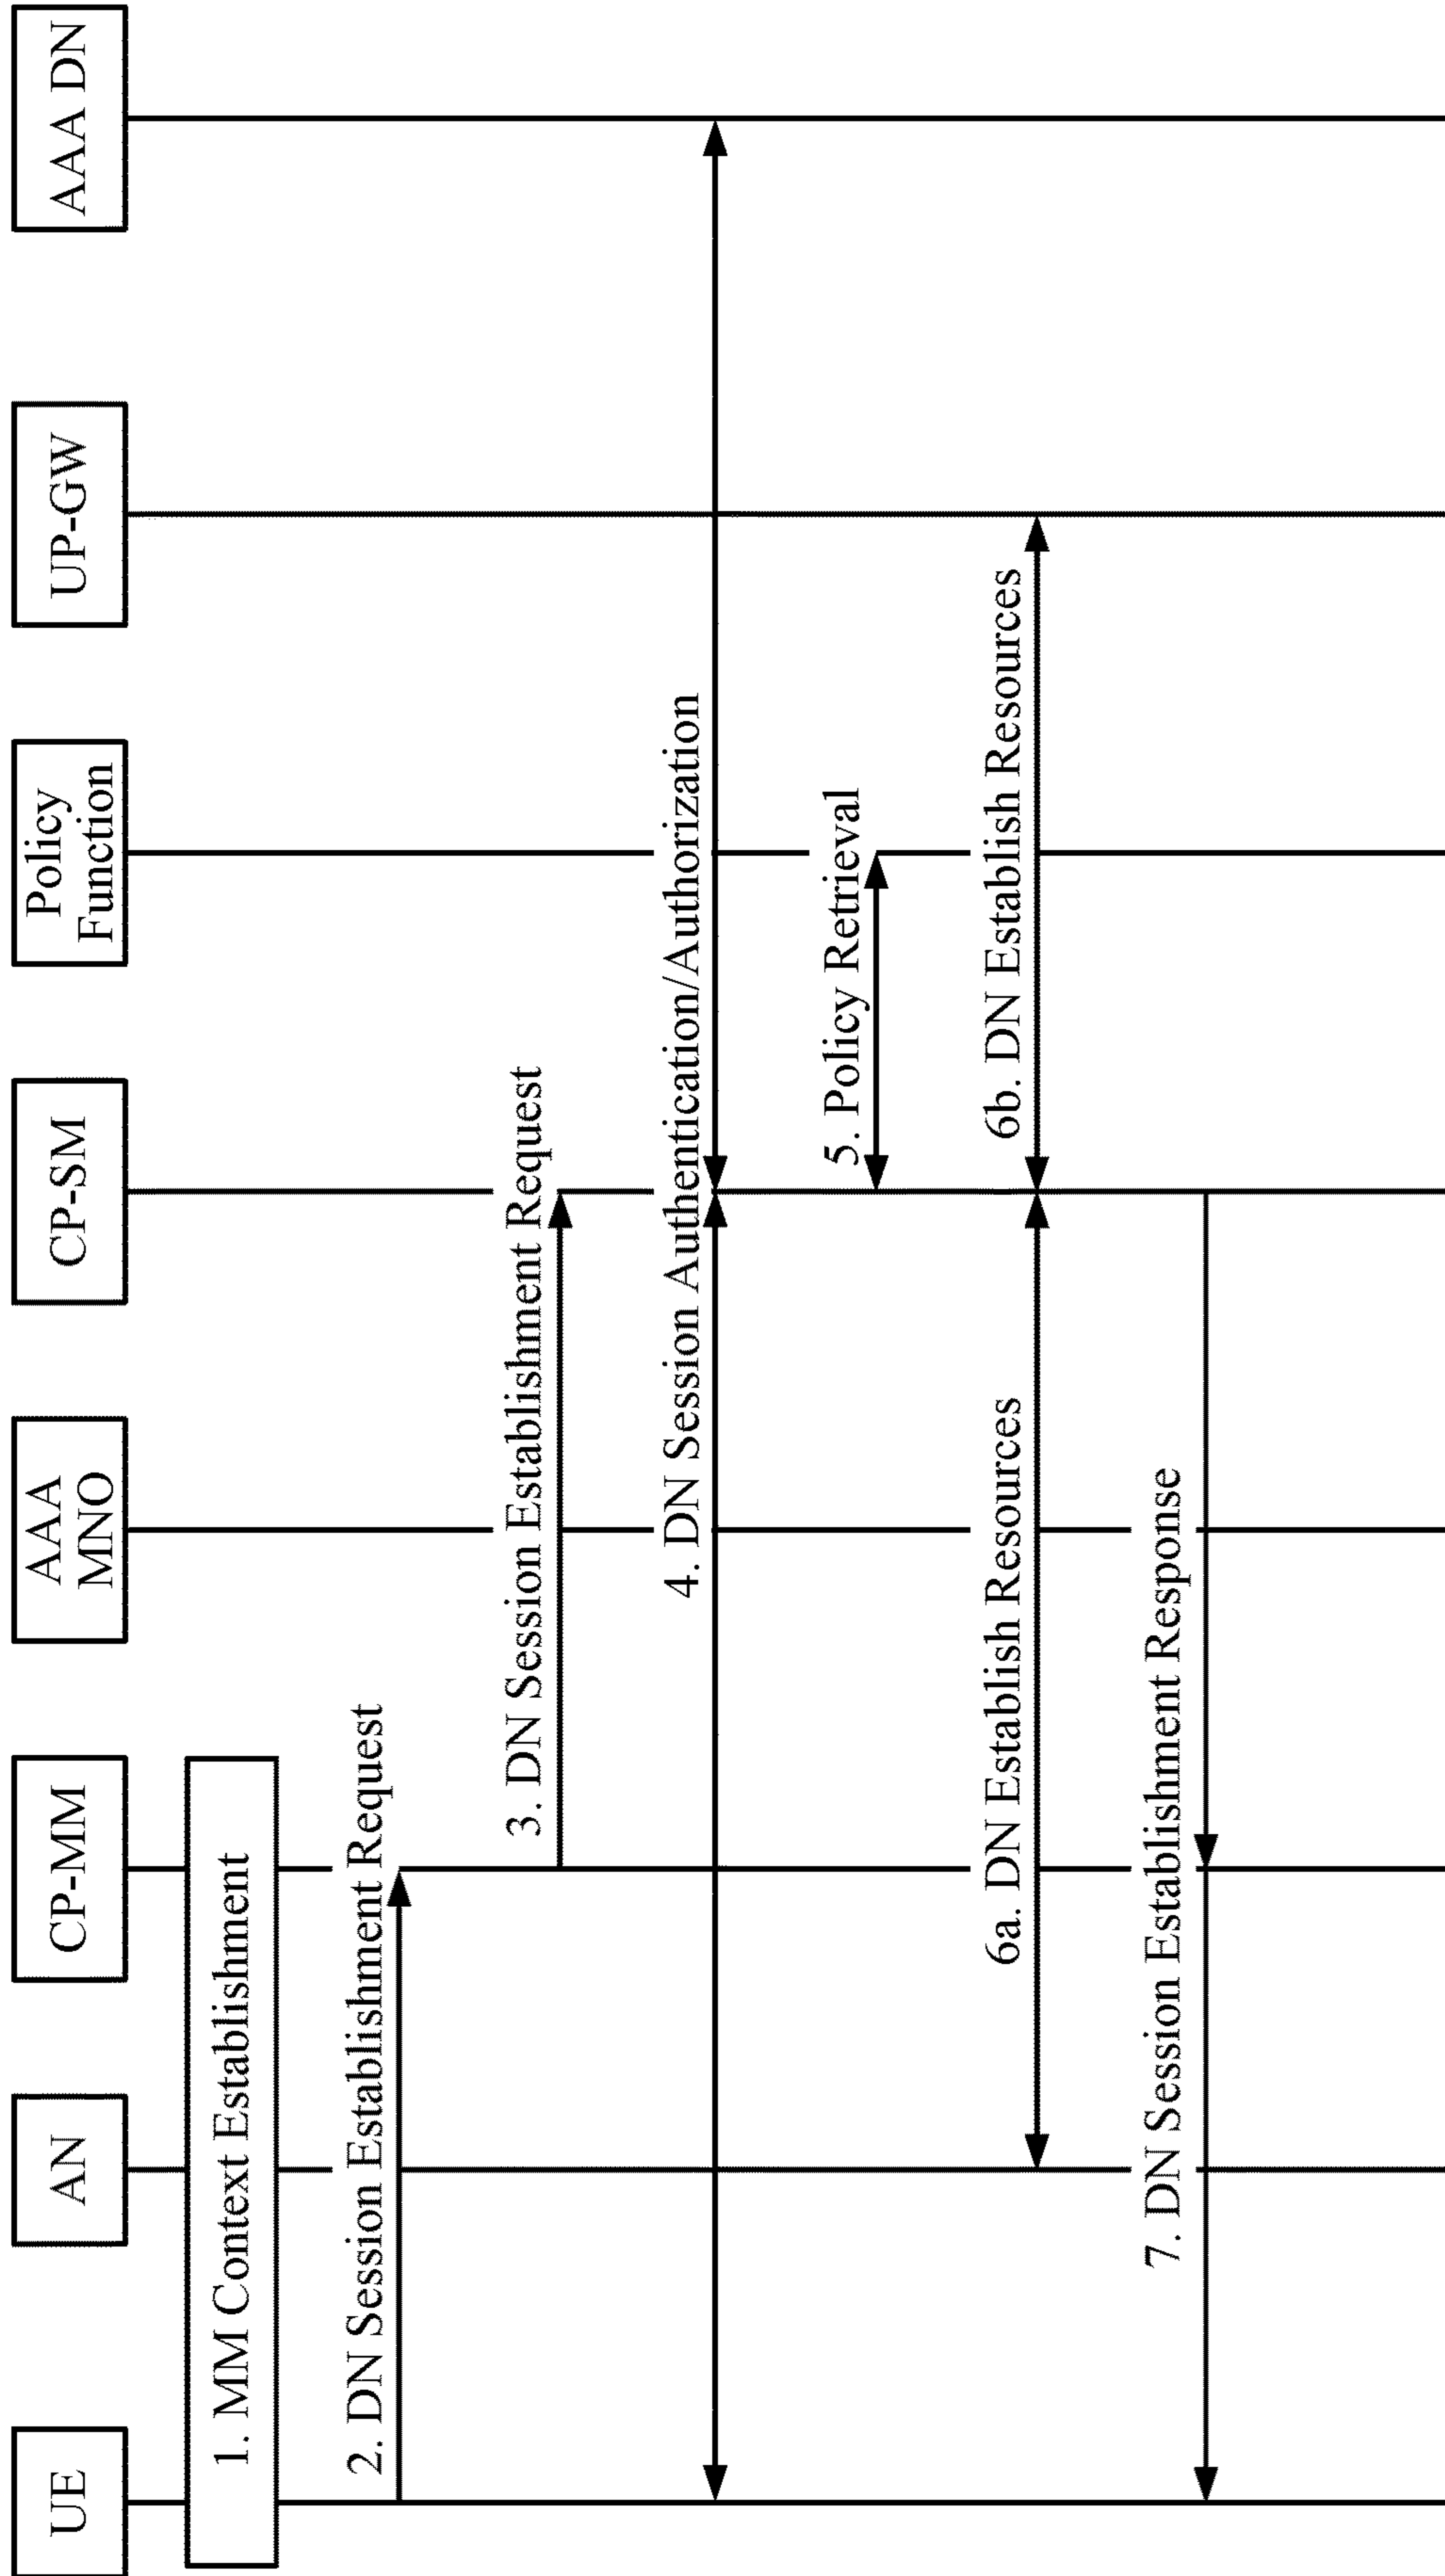 UE
AN
CP-MM
AAA
MNO
CP-SM
Policy
Function
UP-GW
AAA DN
1. MM Context Establishment
2. DN Session Establishment Request
3. DN Session Establishment Request
4. DN Session Authentication/Authorization
5. Policy Retrieval
6a. DN Establish Resources
6b. DN Establish Resources
7. DN Session Establishment Response